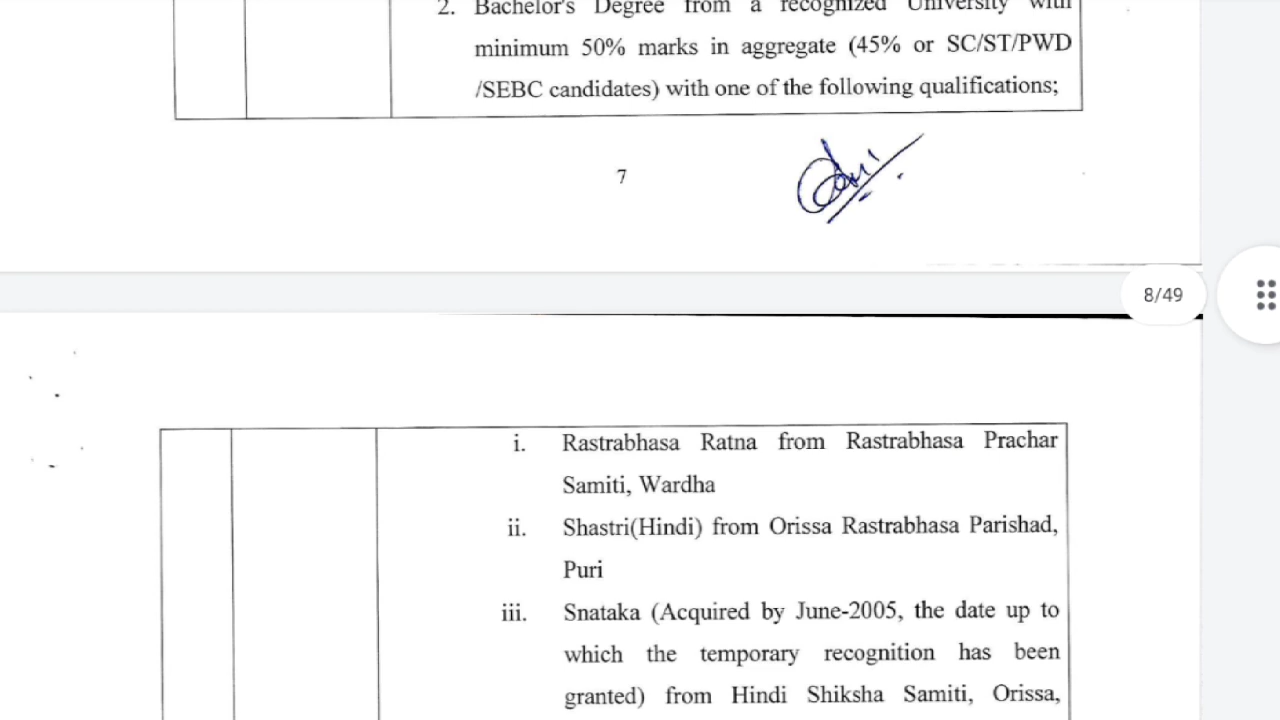 2. Bachelor's Degree from a recognized University with
minimum 50% marks in aggregate (45% or SC/ST/PWD
/SEBC candidates) with one of the following qualifications;
7
8/49
i. Rastrabhasa Ratna from Rastrabhasa Prachar
Samiti, Wardha
ii. Shastri(Hindi) from Orissa Rastrabhasa Parishad,
Puri
iii. Snataka (Acquired by June-2005, the date up to
which the temporary recognition has been
granted) from Hindi Shiksha Samiti, Orissa,